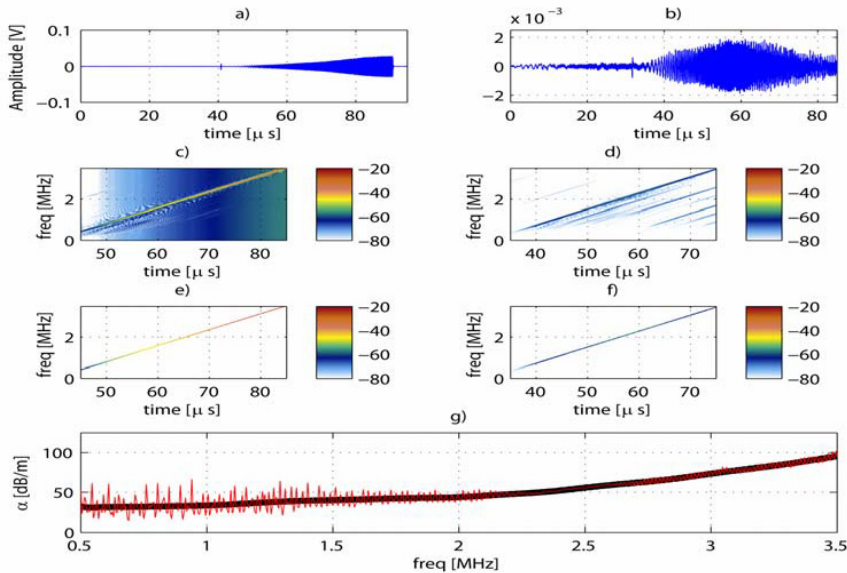 a)
b)
Amplitude [V]
0.1
0
−0.1
0 20 40 60 80
time [μ s]
× 10 −3
2
0
−2
0 10 20 30 40 50 60 70 80
time [μ s]
c)
d)
freq [MHz]
2
0
50 60 70 80
time [μ s]
−20
−40
−60
−80
freq [MHz]
2
0
40 50 60 70
time [μ s]
−20
−40
−60
−80
e)
f)
freq [MHz]
2
0
50 60 70 80
time [μ s]
−20
−40
−60
−80
freq [MHz]
2
0
40 50 60 70
time [μ s]
−20
−40
−60
−80
g)
α [dB/m]
100
50
0
0.5 1 1.5 2 2.5 3 3.5
freq [MHz]